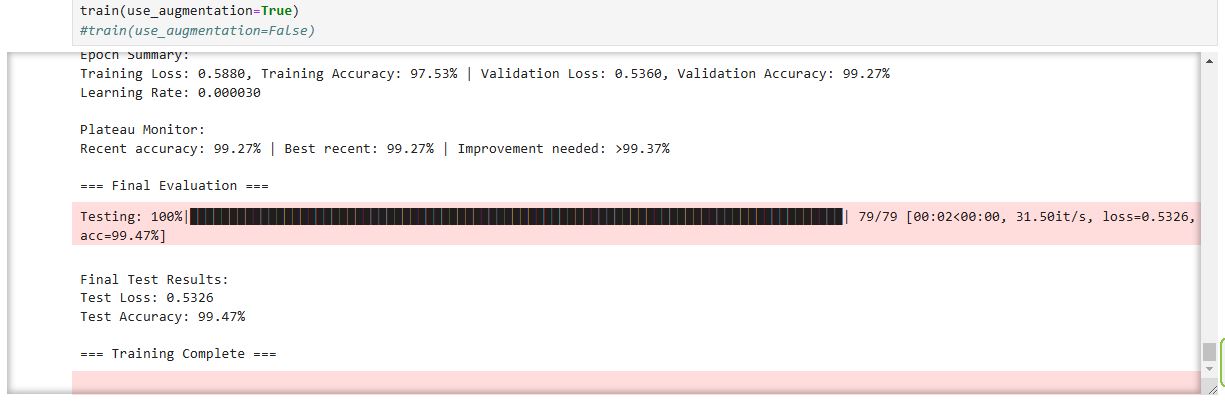 train(use_augmentation=True)
#train(use_augmentation=False)
Epoch Summary:
Training Loss: 0.5880, Training Accuracy: 97.53% | Validation Loss: 0.5360, Validation Accuracy: 99.27%
Learning Rate: 0.000030
Plateau Monitor:
Recent accuracy: 99.27% | Best recent: 99.27% | Improvement needed: >99.37%
=== Final Evaluation ===
Testing: 100%|██████████| 79/79 [00:02<00:00, 31.50it/s, loss=0.5326,
acc=99.47%]
Final Test Results:
Test Loss: 0.5326
Test Accuracy: 99.47%
=== Training Complete ===